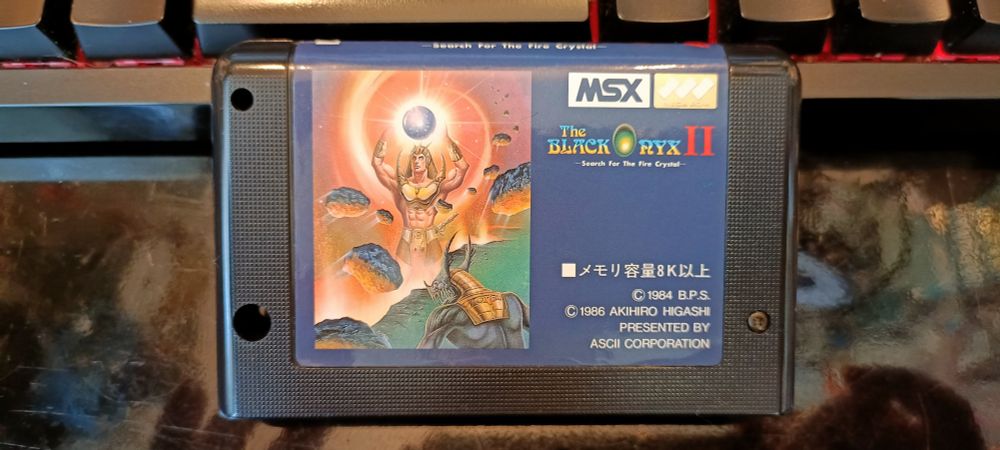 —Search For The Fire Crystal—
MSX
The
BLACK ONYX II
—Search For The Fire Crystal—
■メモリ容量8K以上
Ⓒ 1984 B.P.S.
Ⓒ 1986 AKIHIRO HIGASHI
PRESENTED BY
ASCII CORPORATION